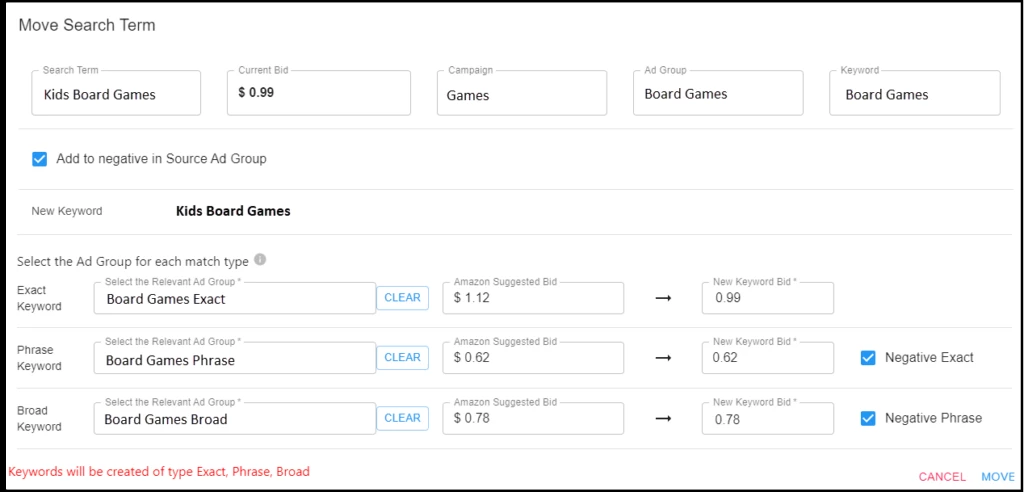 Move Search Term
Search Term
Current Bid
Campaign
Ad Group
Keyword
Kids Board Games
$ 0.99
Games
Board Games
Board Games
Add to negative in Source Ad Group
New Keyword
Kids Board Games
Select the Ad Group for each match type
Exact
Keyword
Select the Relevant Ad Group *
Board Games Exact
CLEAR
Amazon Suggested Bid
$ 1.12
New Keyword Bid *
0.99
Phrase
Keyword
Select the Relevant Ad Group *
Board Games Phrase
CLEAR
Amazon Suggested Bid
$ 0.62
New Keyword Bid *
0.62
Negative Exact
Broad
Keyword
Select the Relevant Ad Group *
Board Games Broad
CLEAR
Amazon Suggested Bid
$ 0.78
New Keyword Bid *
0.78
Negative Phrase
Keywords will be created of type Exact, Phrase, Broad
CANCEL
MOVE